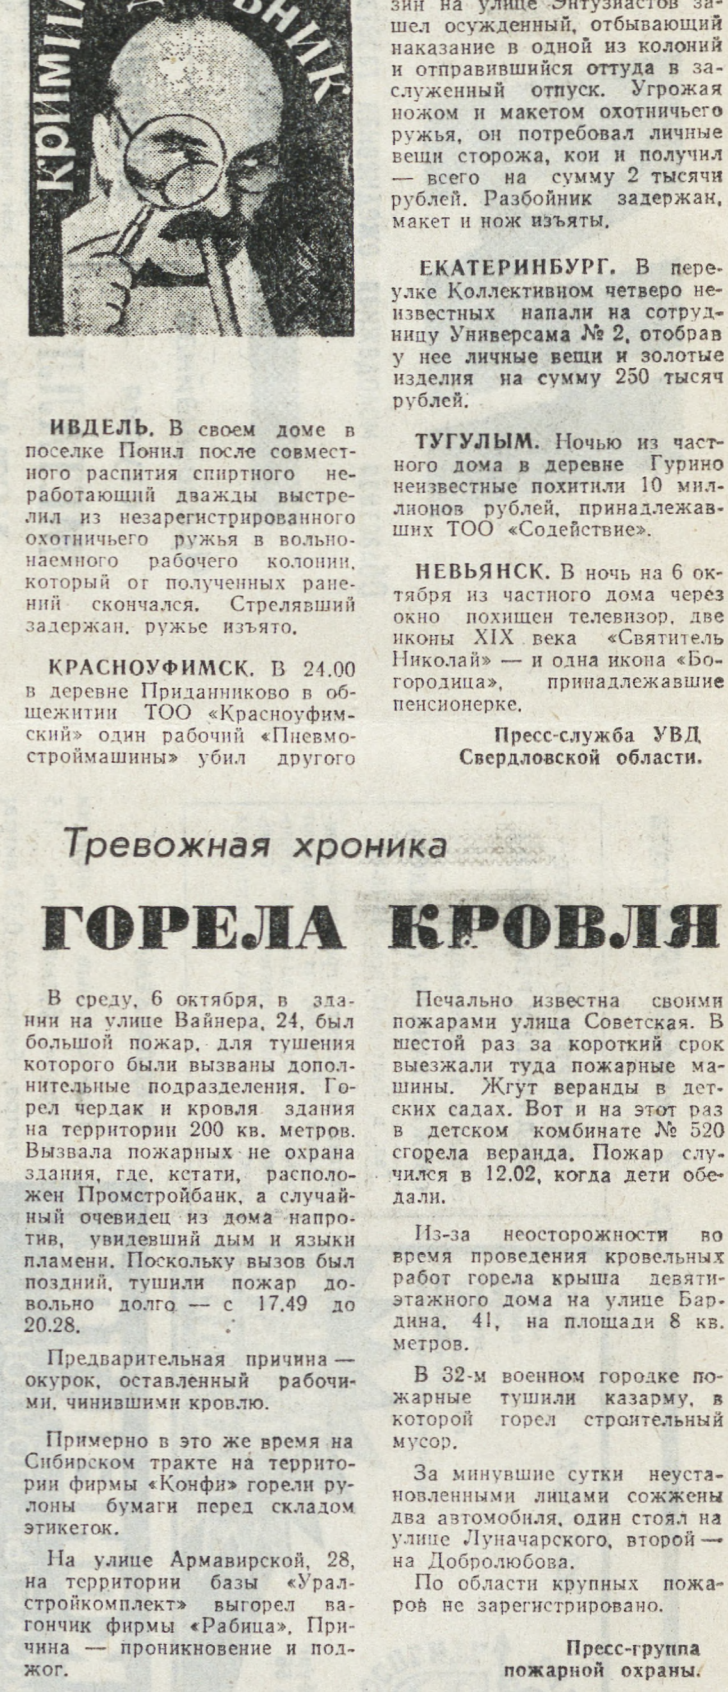 ИВДЕЛЬ. В своем доме в
поселке Понил после совмест-
ного распития спиртного не-
работающий дважды выстре-
лил из незарегистрированного
охотничьего ружья в вольно-
наемного рабочего колонии,
который от полученных ране-
ний скончался. Стрелявший
задержан, ружье изъято.
КРАСНОУФИМСК. В 24.00
в деревне Приданниково в об-
щежитии ТОО «Красноуфим-
ский» один рабочий «Пневмо-
строймашины» убил другого
зин на улице Энтузиастов за-
шел осужденный, отбывающий
наказание в одной из колоний
и отправившийся оттуда в за-
служенный отпуск. Угрожая
ножом и макетом охотничьего
ружья, он потребовал личные
вещи сторожа, кои и получил
— всего на сумму 2 тысячи
рублей. Разбойник задержан,
макет и нож изъяты.
ЕКАТЕРИНБУРГ. В пере-
улке Коллективном четверо не-
известных напали на сотруд-
ницу Универсама № 2, отобрав
у нее личные вещи и золотые
изделия на сумму 250 тысяч
рублей.
ТУГУЛЫМ. Ночью из част-
ного дома в деревне Гурино
неизвестные похитили 10 мил-
лионов рублей, принадлежав-
ших ТОО «Содействие».
НЕВЬЯНСК. В ночь на 6 ок-
тября из частного дома через
окно похищен телевизор, две
иконы XIX века «Святитель
Николай» — и одна икона «Бо-
городица», принадлежавшие
пенсионерке.
Пресс-служба УВД
Свердловской области.
Тревожная хроника
ГОРЕЛА КРОВЛЯ
В среду, 6 октября, в зда-
нии на улице Вайнера, 24, был
большой пожар, для тушения
которого были вызваны допол-
нительные подразделения. Го-
рел чердак и кровля здания
на территории 200 кв. метров.
Вызвала пожарных не охрана
здания, где, кстати, располо-
жен Промстройбанк, а случай-
ный очевидец из дома напро-
тив, увидевший дым и языки
пламени. Поскольку вызов был
поздний, тушили пожар до-
вольно долго — с 17.49 до
20.28.
Предварительная причина —
окурок, оставленный рабочи-
ми, чинившими кровлю.
Примерно в это же время на
Сибирском тракте на террито-
рии фирмы «Конфи» горели ру-
лоны бумаги перед складом
этикеток.
На улице Армавирской, 28,
на территории базы «Урал-
стройкомплект» выгорел ва-
гончик фирмы «Рабица». При-
чина — проникновение и под-
жог.
Печально известна своими
пожарами улица Советская. В
шестой раз за короткий срок
выезжали туда пожарные ма-
шины. Жгут веранды в дет-
ских садах. Вот и на этот раз
в детском комбинате № 520
сгорела веранда. Пожар слу-
чился в 12.02, когда дети обе-
дали.
Из-за неосторожности во
время проведения кровельных
работ горела крыша девяти-
этажного дома на улице Бар-
дина, 41, на площади 8 кв.
метров.
В 32-м военном городке по-
жарные тушили казарму, в
которой горел строительный
мусор.
За минувшие сутки неуста-
новленными лицами сожжены
два автомобиля, один стоял на
улице Луначарского, второй —
на Добролюбова.
По области крупных пожа-
ров не зарегистрировано.
Пресс-группа
пожарной охраны.